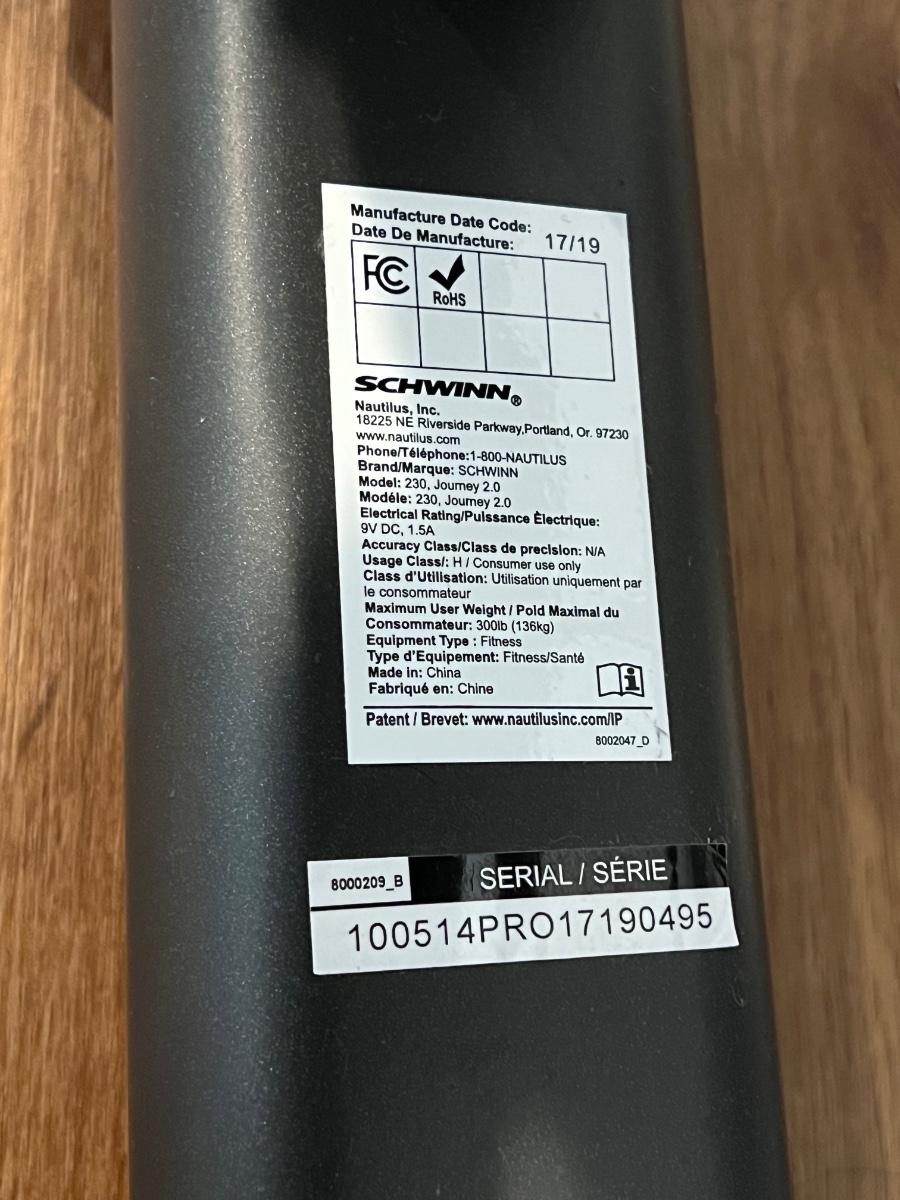 Manufacture Date Code:
Date De Manufacture: 17/19
FC
RoHS
SCHWINN®
Nautilus, Inc.
18225 NE Riverside Parkway,Portland, Or. 97230
www.nautilus.com
Phone/Téléphone:1-800-NAUTILUS
Brand/Marque: SCHWINN
Model: 230, Journey 2.0
Modéle: 230, Journey 2.0
Electrical Rating/Puissance Èlectrique:
9V DC, 1.5A
Accuracy Class/Class de precision: N/A
Usage Class/: H / Consumer use only
Class d'Utilisation: Utilisation uniquement par
le consommateur
Maximum User Weight / Poid Maximal du
Consommateur: 300lb (136kg)
Equipment Type : Fitness
Type d'Equipement: Fitness/Santé
Made in: China
Fabriqué en: Chine
Patent / Brevet: www.nautilusinc.com/IP
8002047_D
8000209_B SERIAL / SÉRIE
100514PRO17190495